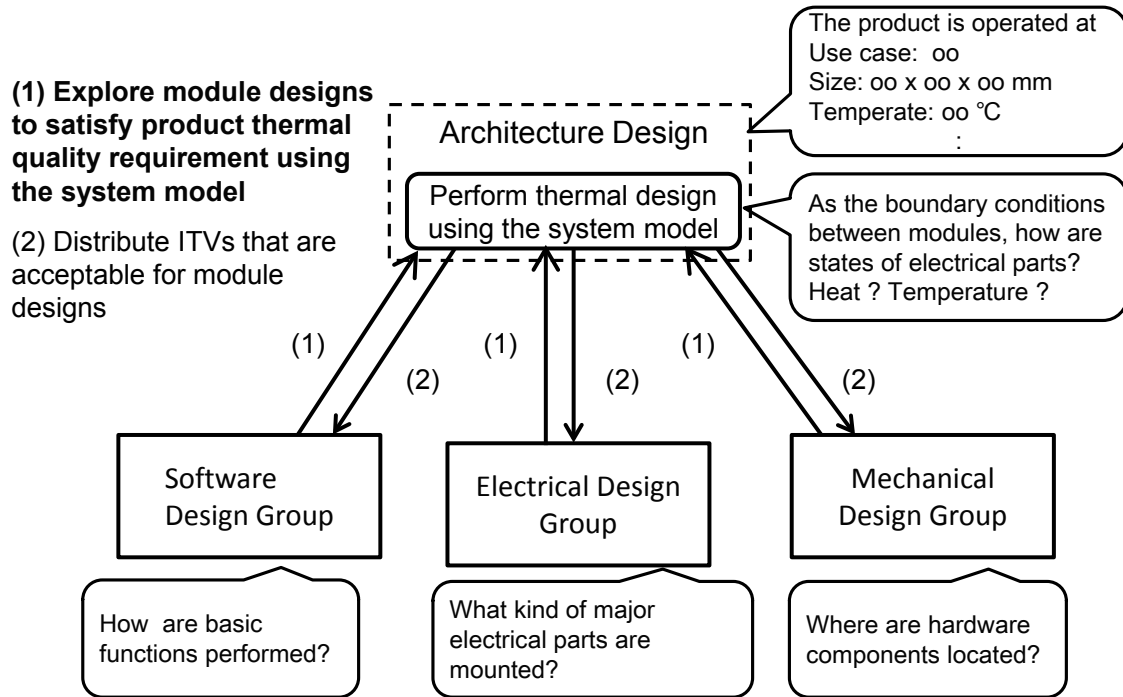 (1) Explore module designs
to satisfy product thermal
quality requirement using
the system model
(2) Distribute ITVs that are
acceptable for module
designs
Architecture Design
Perform thermal design
using the system model
The product is operated at
Use case:  oo
Size: oo x oo x oo mm
Temperate: oo ℃
:
As the boundary conditions
between modules, how are
states of electrical parts?
Heat ? Temperature ?
(1)
(2)
(1)
(2)
(1)
(2)
Software
Design Group
Electrical Design
Group
Mechanical
Design Group
How  are basic
functions performed?
What kind of major
electrical parts are
mounted?
Where are hardware
components located?